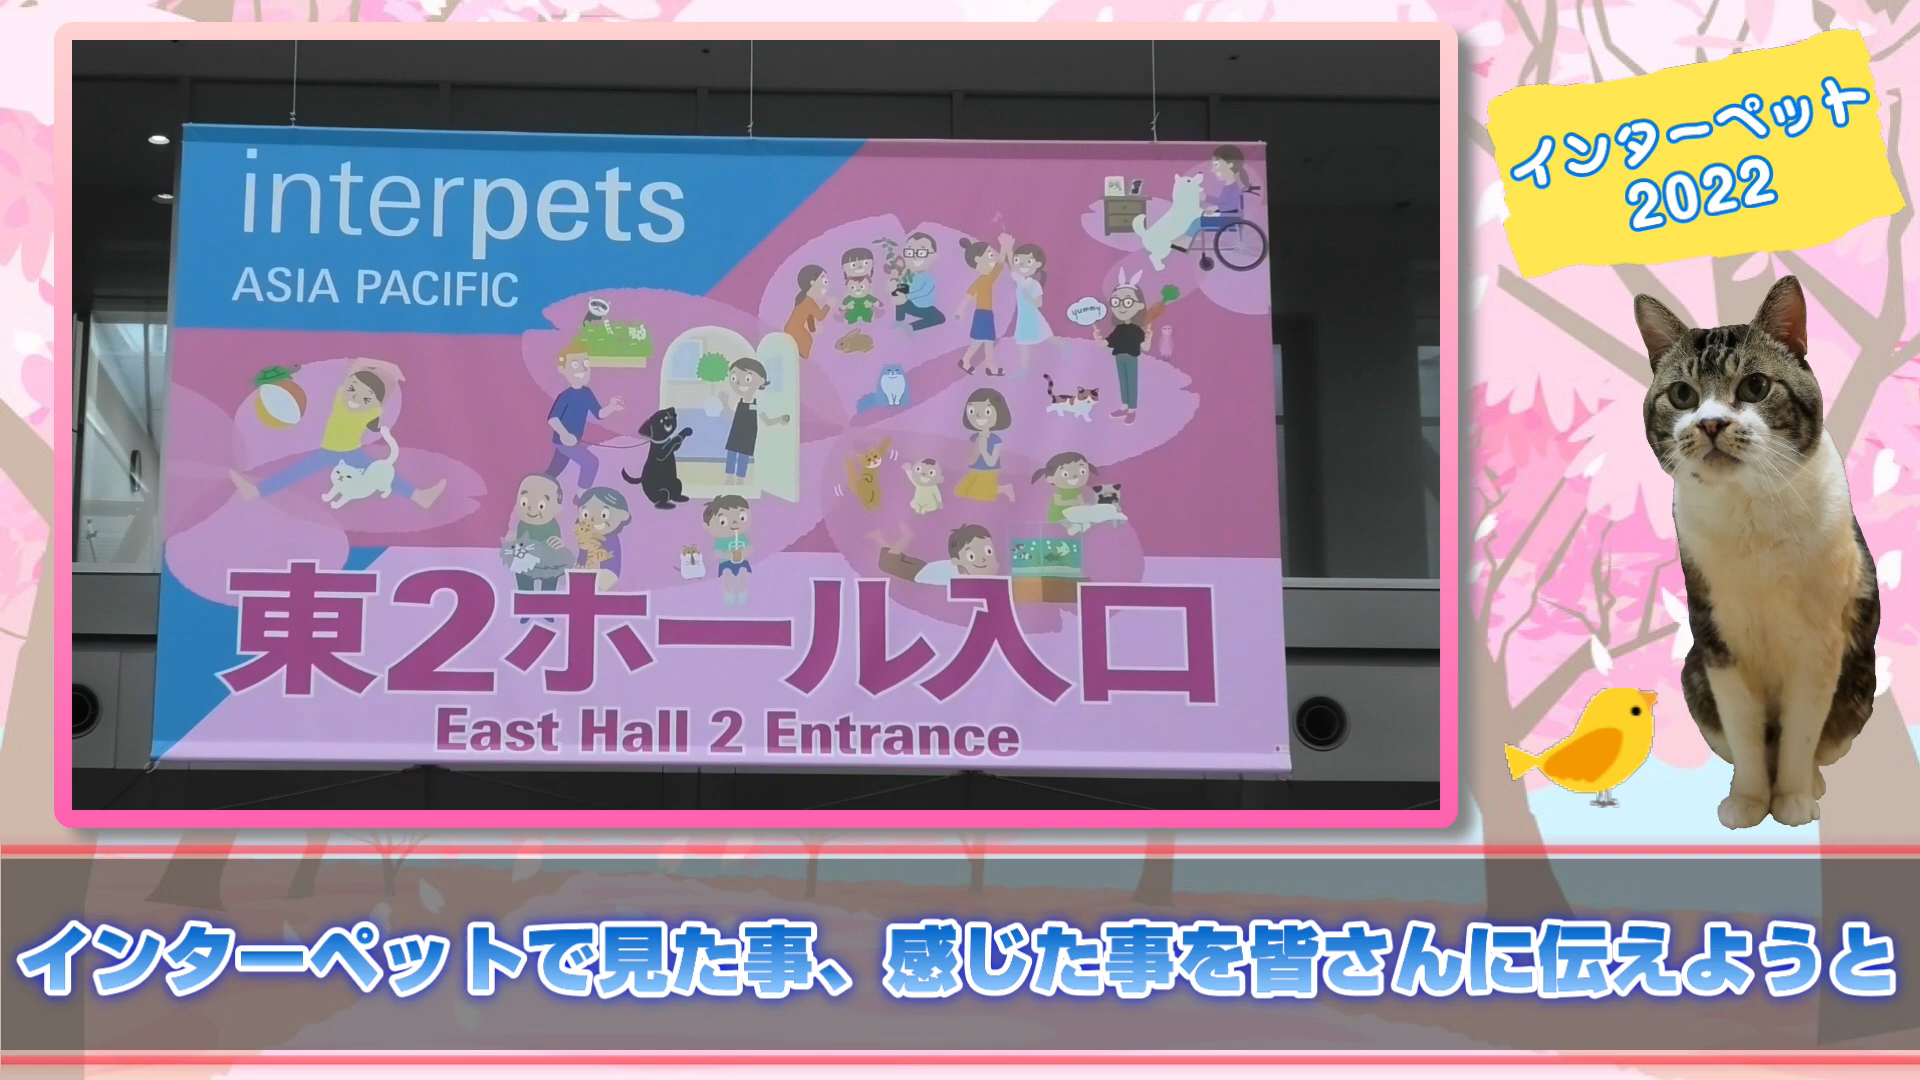 interpets
ASIA PACIFIC
yummy
東2ホール入口
East Hall 2 Entrance
インターペット
2022
インターペットで見た事、感じた事を皆さんに伝えようと